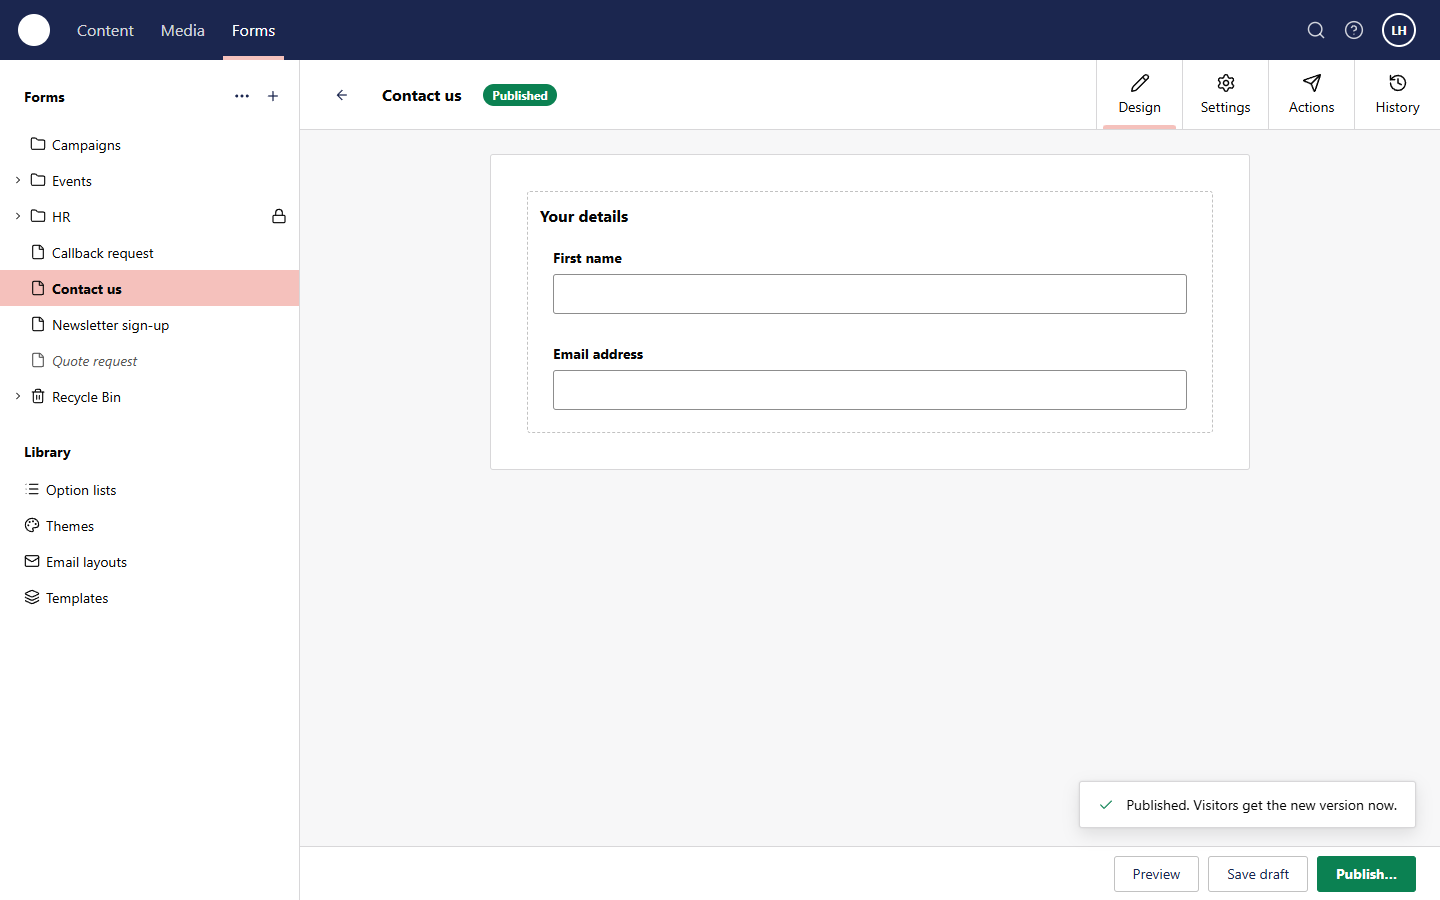 Content
Media
Forms
LH
Forms
Campaigns
Events
HR
Callback request
Contact us
Newsletter sign-up
Quote request
Recycle Bin
Library
Option lists
Themes
Email layouts
Templates
Contact us
Published
Design
Settings
Actions
History
Your details
First name
Email address
Published. Visitors get the new version now.
Preview
Save draft
Publish...